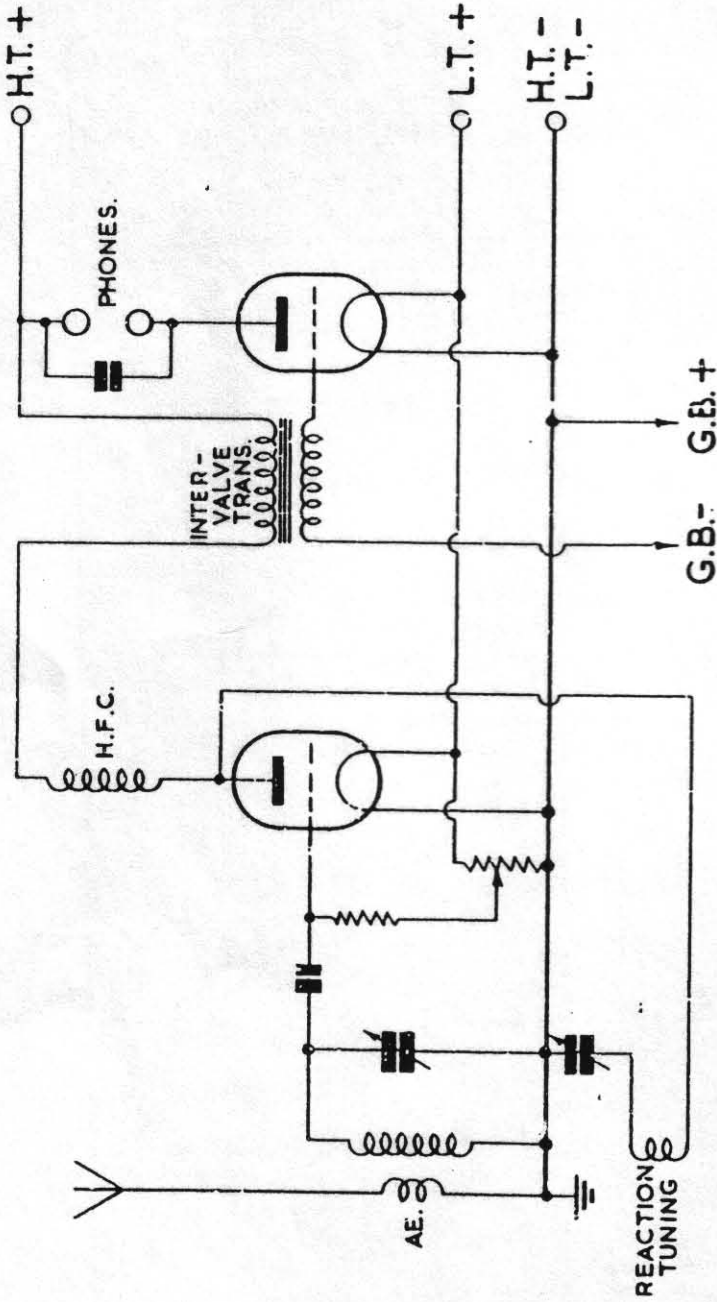 H.T. +
PHONES.
INTER-
VALVE
TRANS.
H.F.C.
L.T. +
H.T. -
L.T. -
AE.
REACTION
TUNING
G.B. -
G.B. +